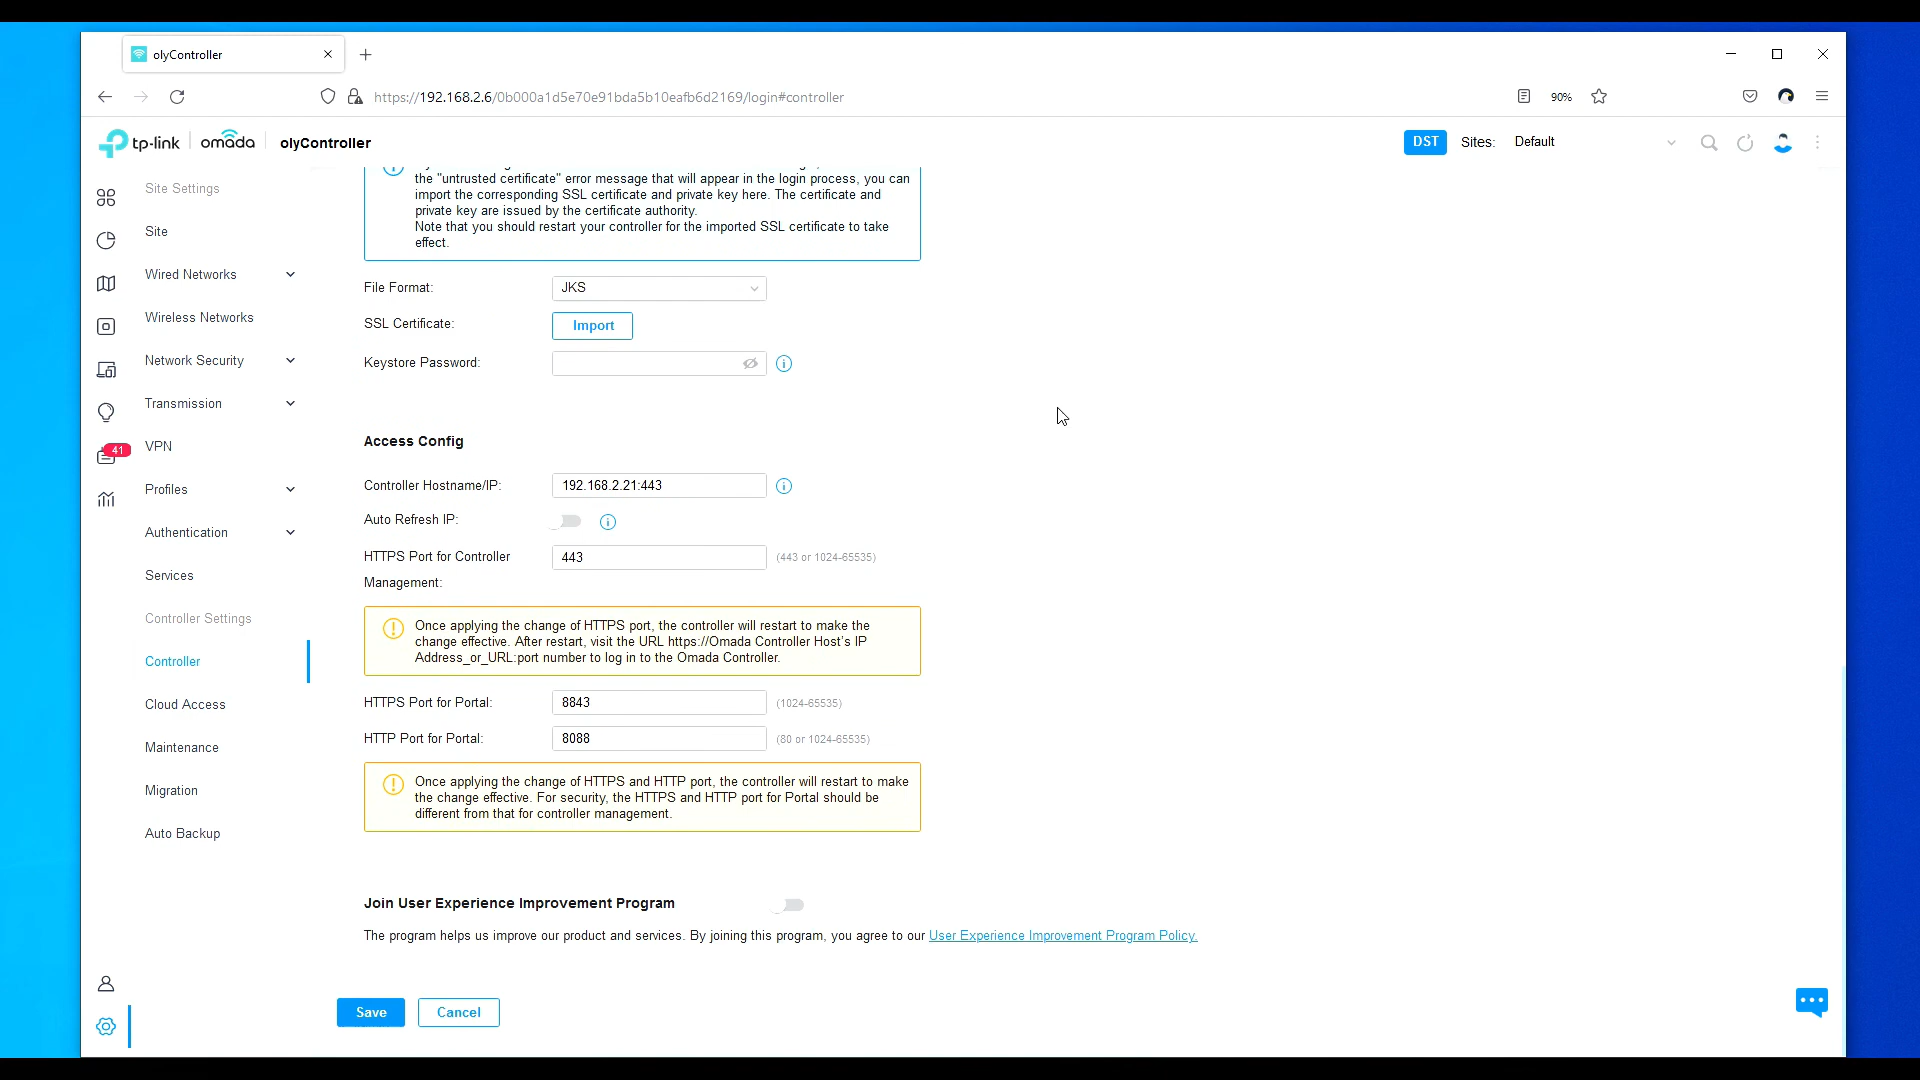 olyController
https://192.168.2.6/0b000a1d5e70e91bda5b10eafb6d2169/login#controller
90%
tp-link | omada
olyController
DST
Sites:
Default
Site Settings
Site
Wired Networks
Wireless Networks
Network Security
Transmission
41
VPN
Profiles
Authentication
Services
Controller Settings
Controller
Cloud Access
Maintenance
Migration
Auto Backup
the "untrusted certificate" error message that will appear in the login process, you can
import the corresponding SSL certificate and private key here. The certificate and
private key are issued by the certificate authority.
Note that you should restart your controller for the imported SSL certificate to take
effect.
File Format:
JKS
SSL Certificate:
Import
Keystore Password:
Access Config
Controller Hostname/IP:
192.168.2.21:443
Auto Refresh IP:
HTTPS Port for Controller
Management:
443
(443 or 1024-65535)
Once applying the change of HTTPS port, the controller will restart to make the
change effective. After restart, visit the URL https://Omada Controller Host's IP
Address_or_URL:port number to log in to the Omada Controller.
HTTPS Port for Portal:
8843
(1024-65535)
HTTP Port for Portal:
8088
(80 or 1024-65535)
Once applying the change of HTTPS and HTTP port, the controller will restart to make
the change effective. For security, the HTTPS and HTTP port for Portal should be
different from that for controller management.
Join User Experience Improvement Program
The program helps us improve our product and services. By joining this program, you agree to our User Experience Improvement Program Policy.
Save
Cancel